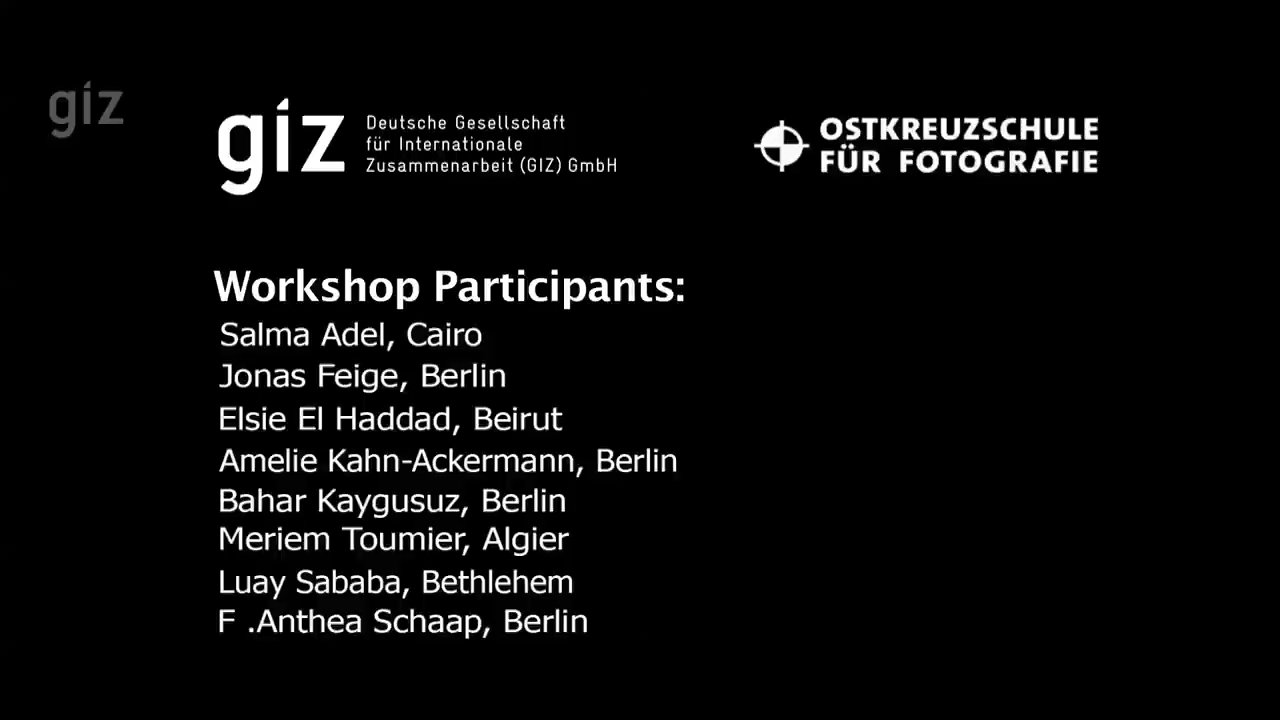 giz
giz
Deutsche Gesellschaft
für Internationale
Zusammenarbeit (GIZ) GmbH
OSTKREUZSCHULE
FÜR FOTOGRAFIE
Workshop Participants:
Salma Adel, Cairo
Jonas Feige, Berlin
Elsie El Haddad, Beirut
Amelie Kahn-Ackermann, Berlin
Bahar Kaygusuz, Berlin
Meriem Toumier, Algier
Luay Sababa, Bethlehem
F .Anthea Schaap, Berlin